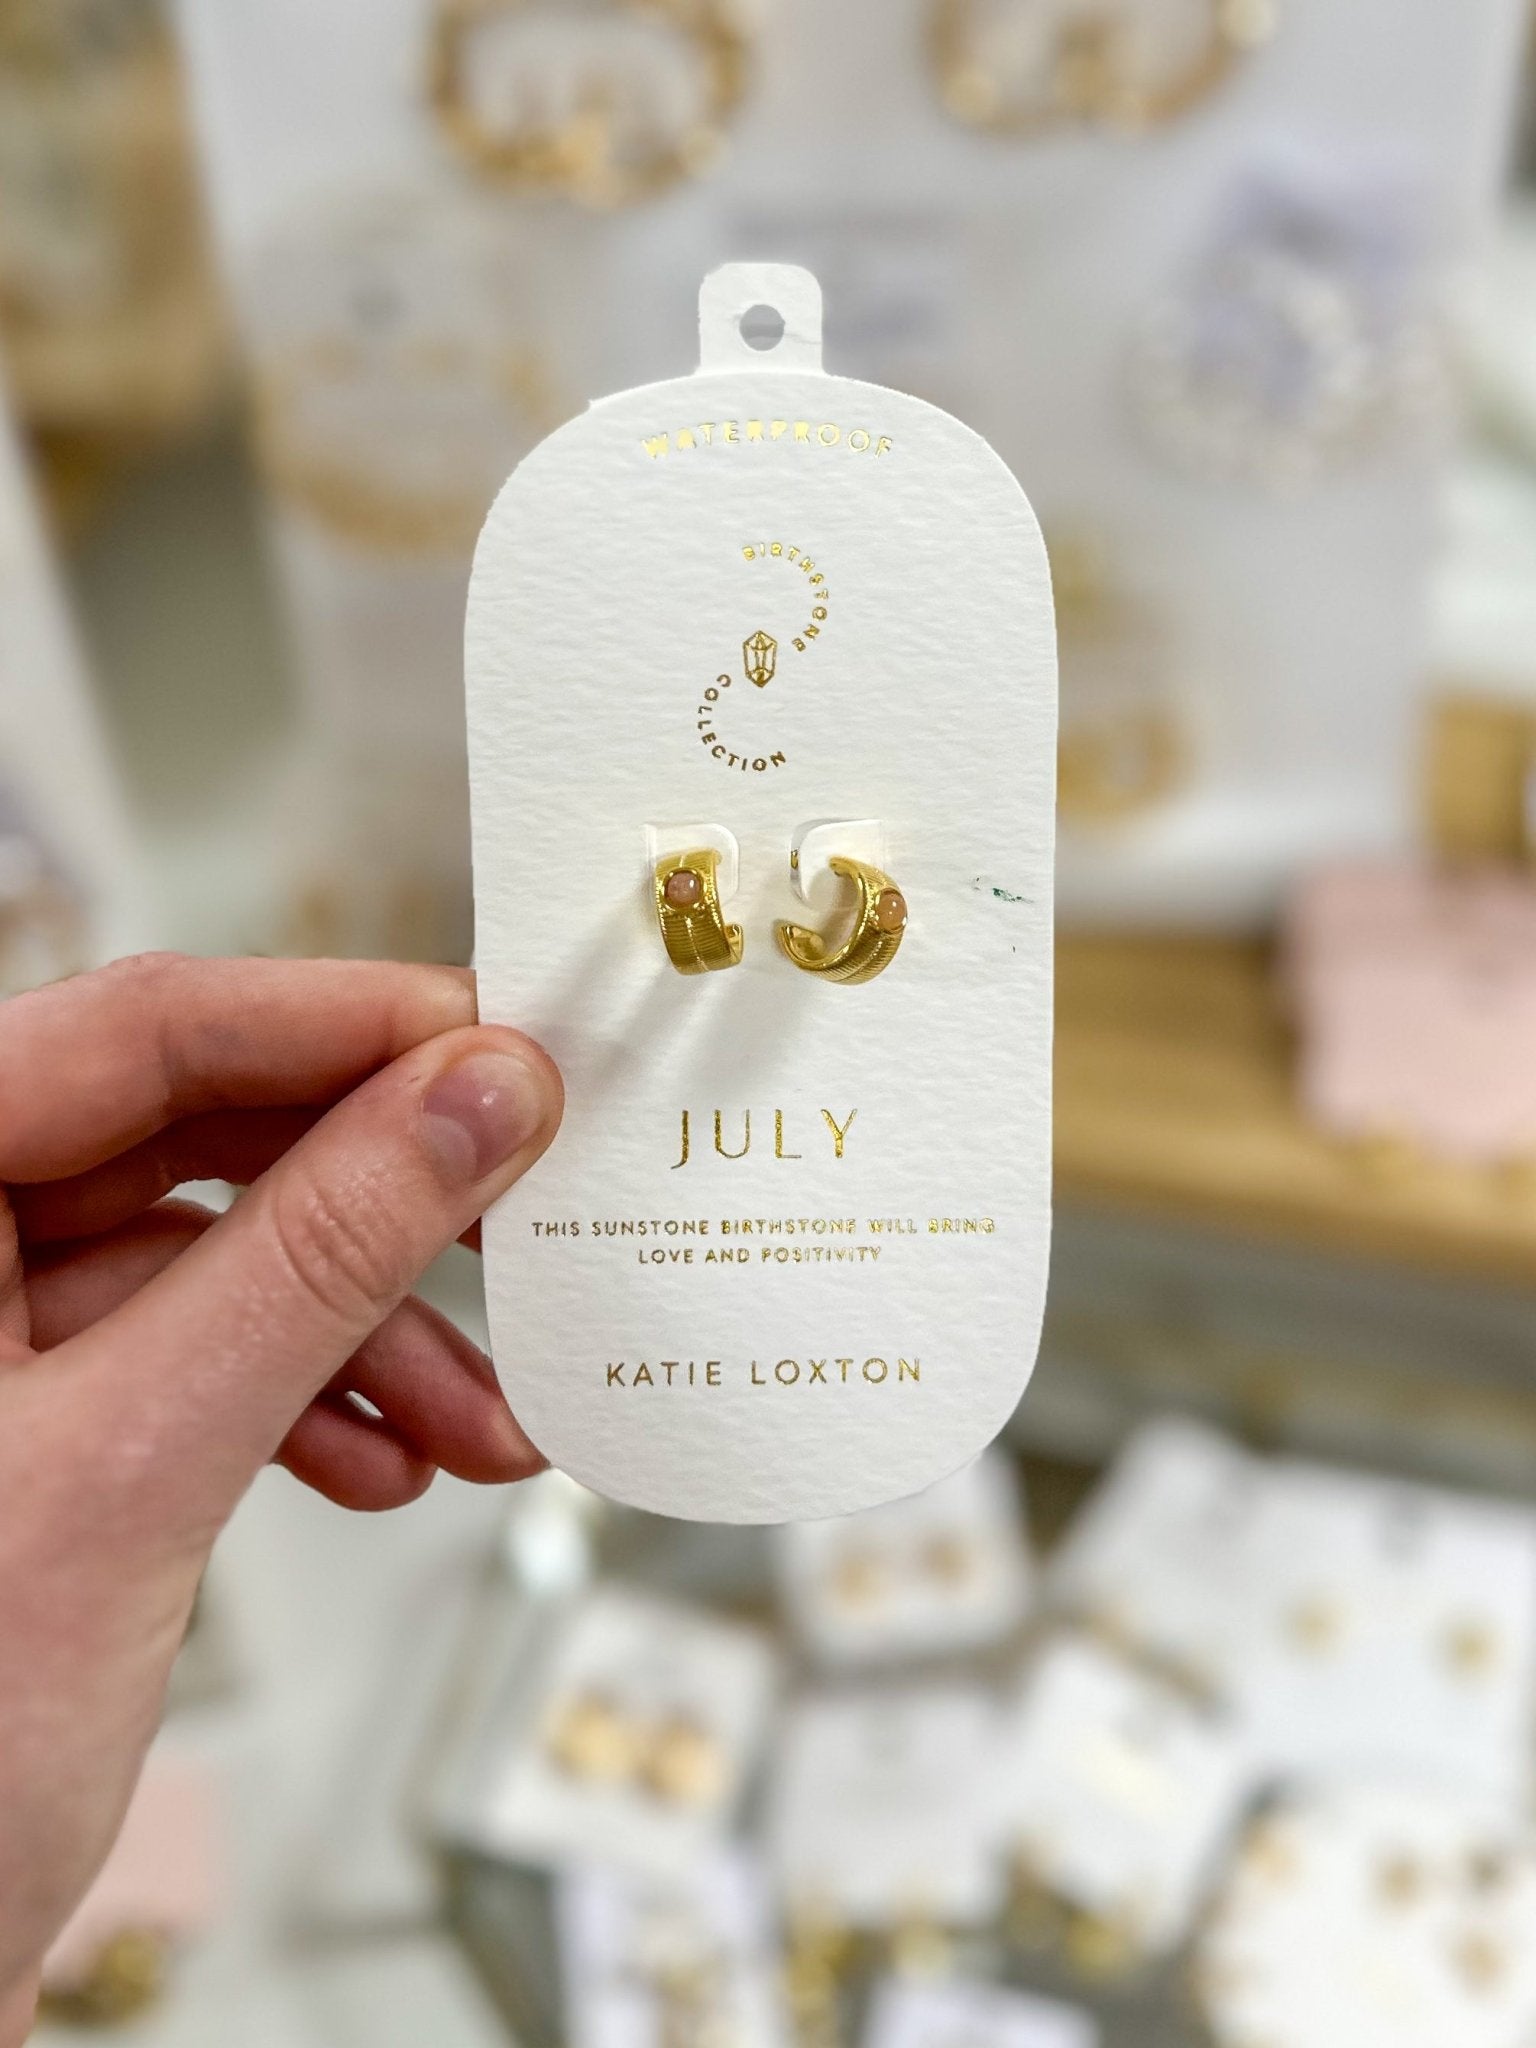 WATERPROOF
BIRTHSTONE
COLLECTION
JULY
THIS SUNSTONE BIRTHSTONE WILL BRING
LOVE AND POSITIVITY
KATIE LOXTON